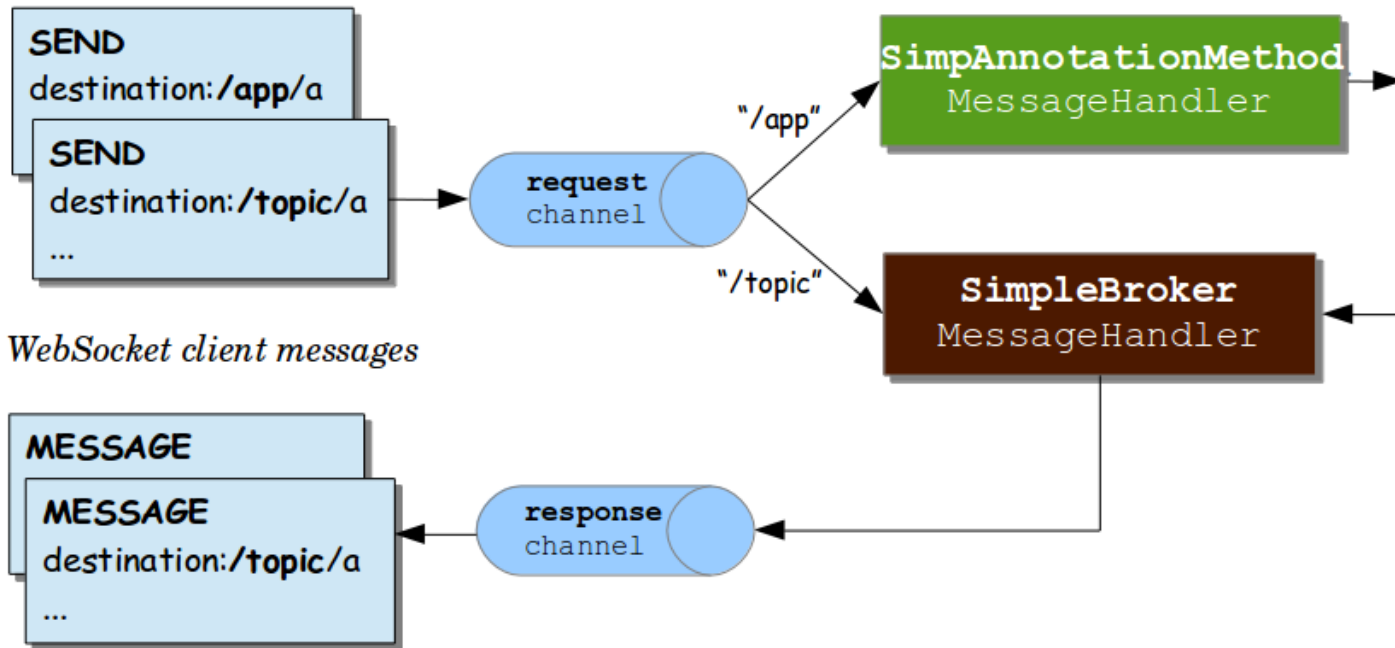 SEND
destination:/app/a
SEND
destination:/topic/a
...
request
channel
“/app”
“/topic”
SimpAnnotationMethod
MessageHandler
SimpleBroker
MessageHandler
WebSocket client messages
MESSAGE
MESSAGE
destination:/topic/a
...
response
channel